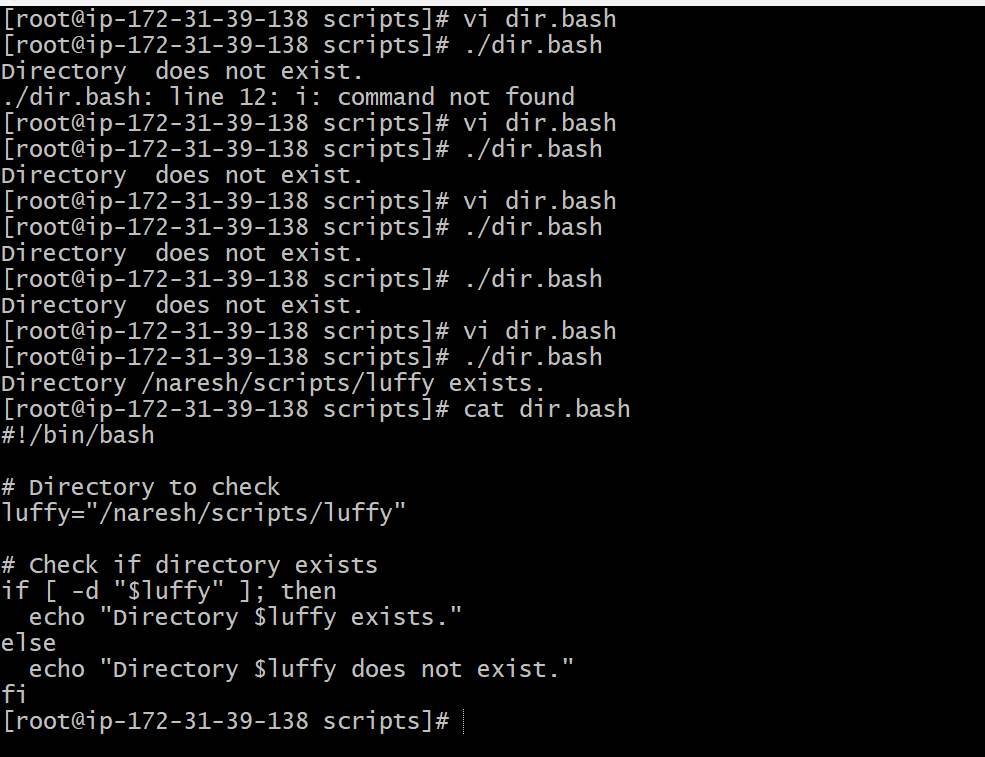 [root@ip-172-31-39-138 scripts]# vi dir.bash
[root@ip-172-31-39-138 scripts]# ./dir.bash
Directory  does not exist.
./dir.bash: line 12: i: command not found
[root@ip-172-31-39-138 scripts]# vi dir.bash
[root@ip-172-31-39-138 scripts]# ./dir.bash
Directory  does not exist.
[root@ip-172-31-39-138 scripts]# vi dir.bash
[root@ip-172-31-39-138 scripts]# ./dir.bash
Directory  does not exist.
[root@ip-172-31-39-138 scripts]# ./dir.bash
Directory  does not exist.
[root@ip-172-31-39-138 scripts]# vi dir.bash
[root@ip-172-31-39-138 scripts]# ./dir.bash
Directory /naresh/scripts/luffy exists.
[root@ip-172-31-39-138 scripts]# cat dir.bash
#!/bin/bash

# Directory to check
luffy="/naresh/scripts/luffy"

# Check if directory exists
if [ -d "$luffy" ]; then
  echo "Directory $luffy exists."
else
  echo "Directory $luffy does not exist."
fi
[root@ip-172-31-39-138 scripts]#